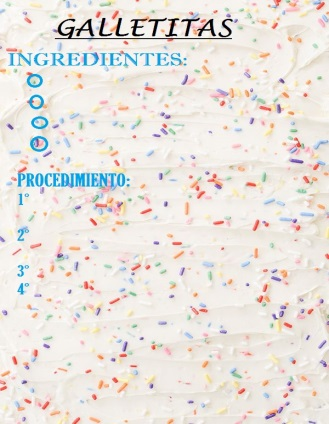 GALLETITAS
INGREDIENTES:
PROCEDIMIENTO:
1°
2°
3°
4°